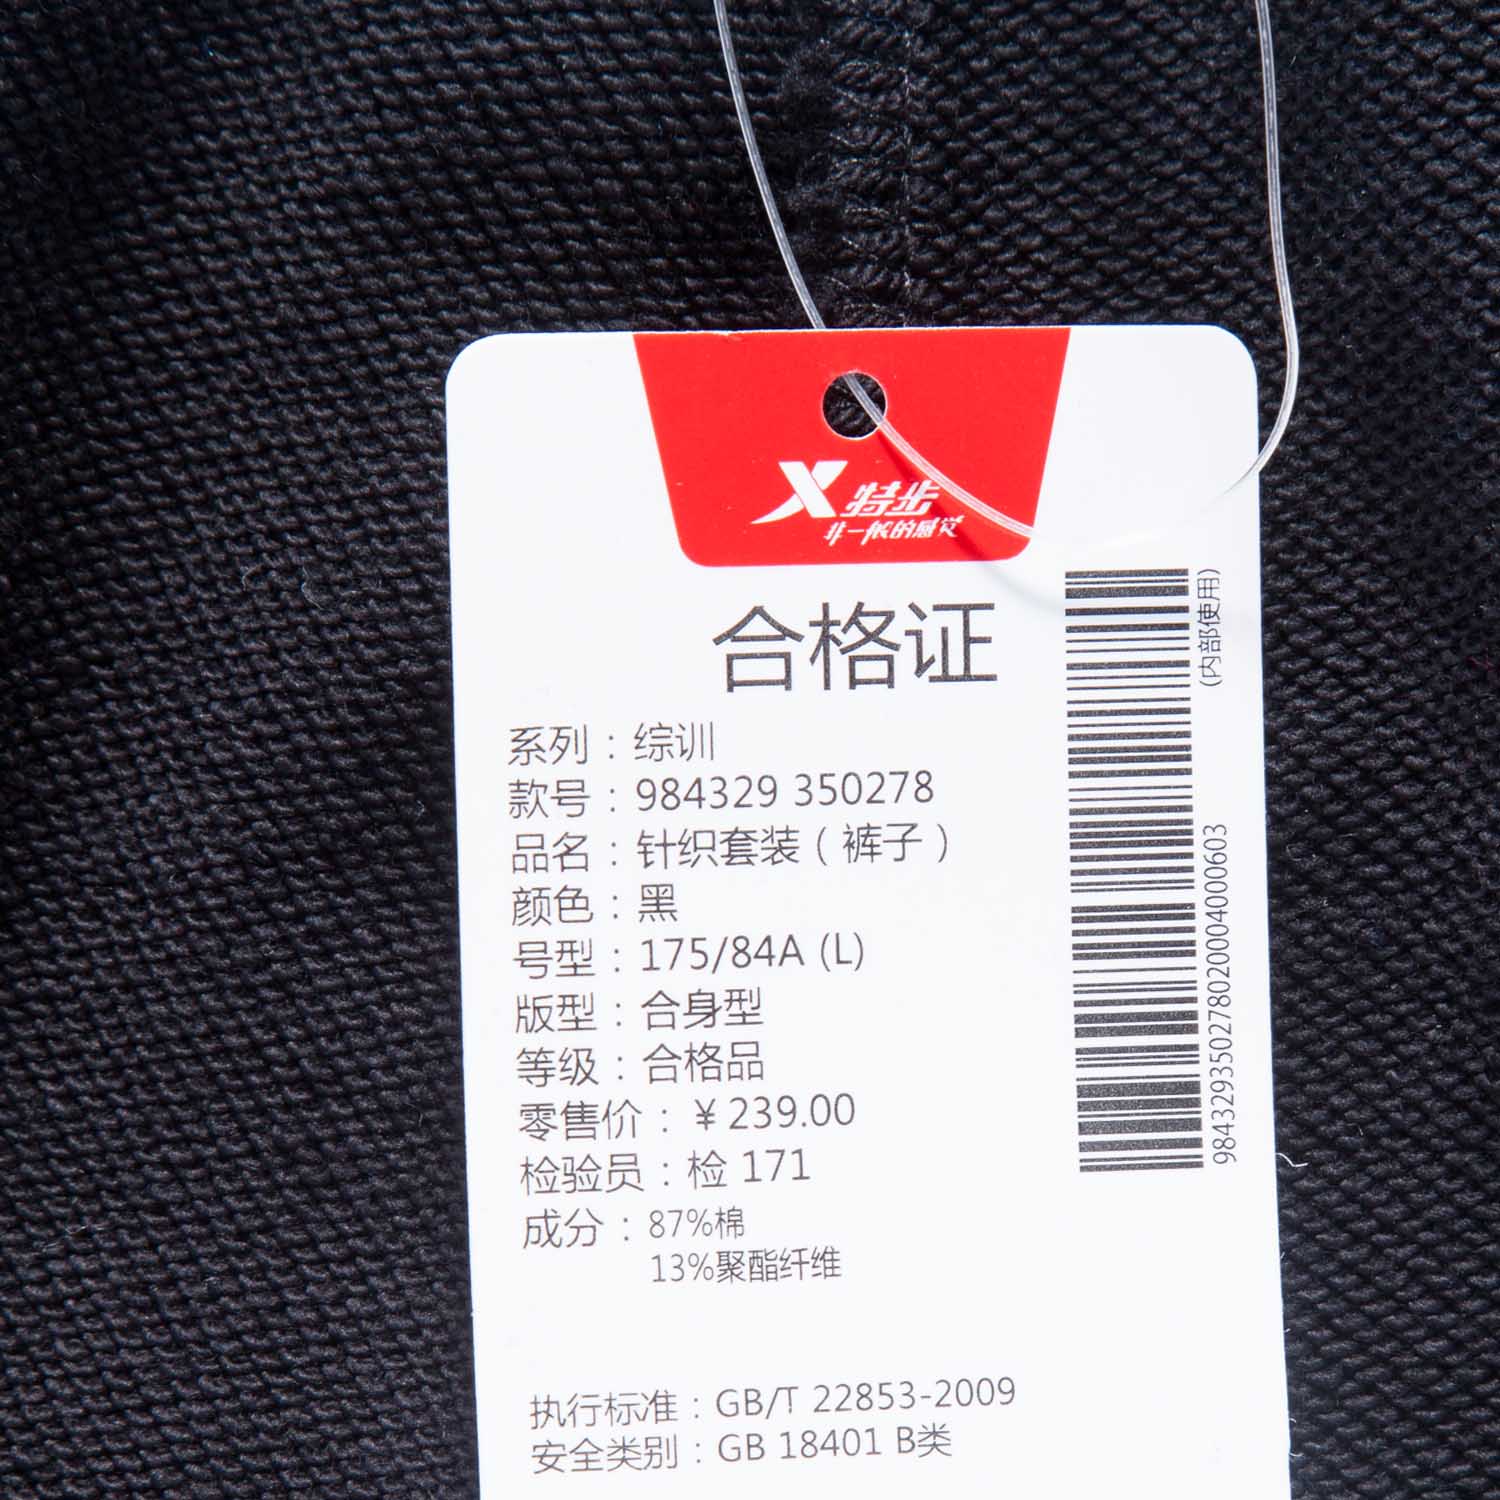 X特步
非一般的感觉
合格证
系列：综训
款号：984329 350278
品名：针织套装（裤子）
颜色：黑
号型：175/84A (L)
版型：合身型
等级：合格品
零售价：￥239.00
检验员：检 171
成分：87%棉
13%聚酯纤维
执行标准：GB/T 22853-2009
安全类别：GB 18401 B类
(内部使用)
984329350278020004000603